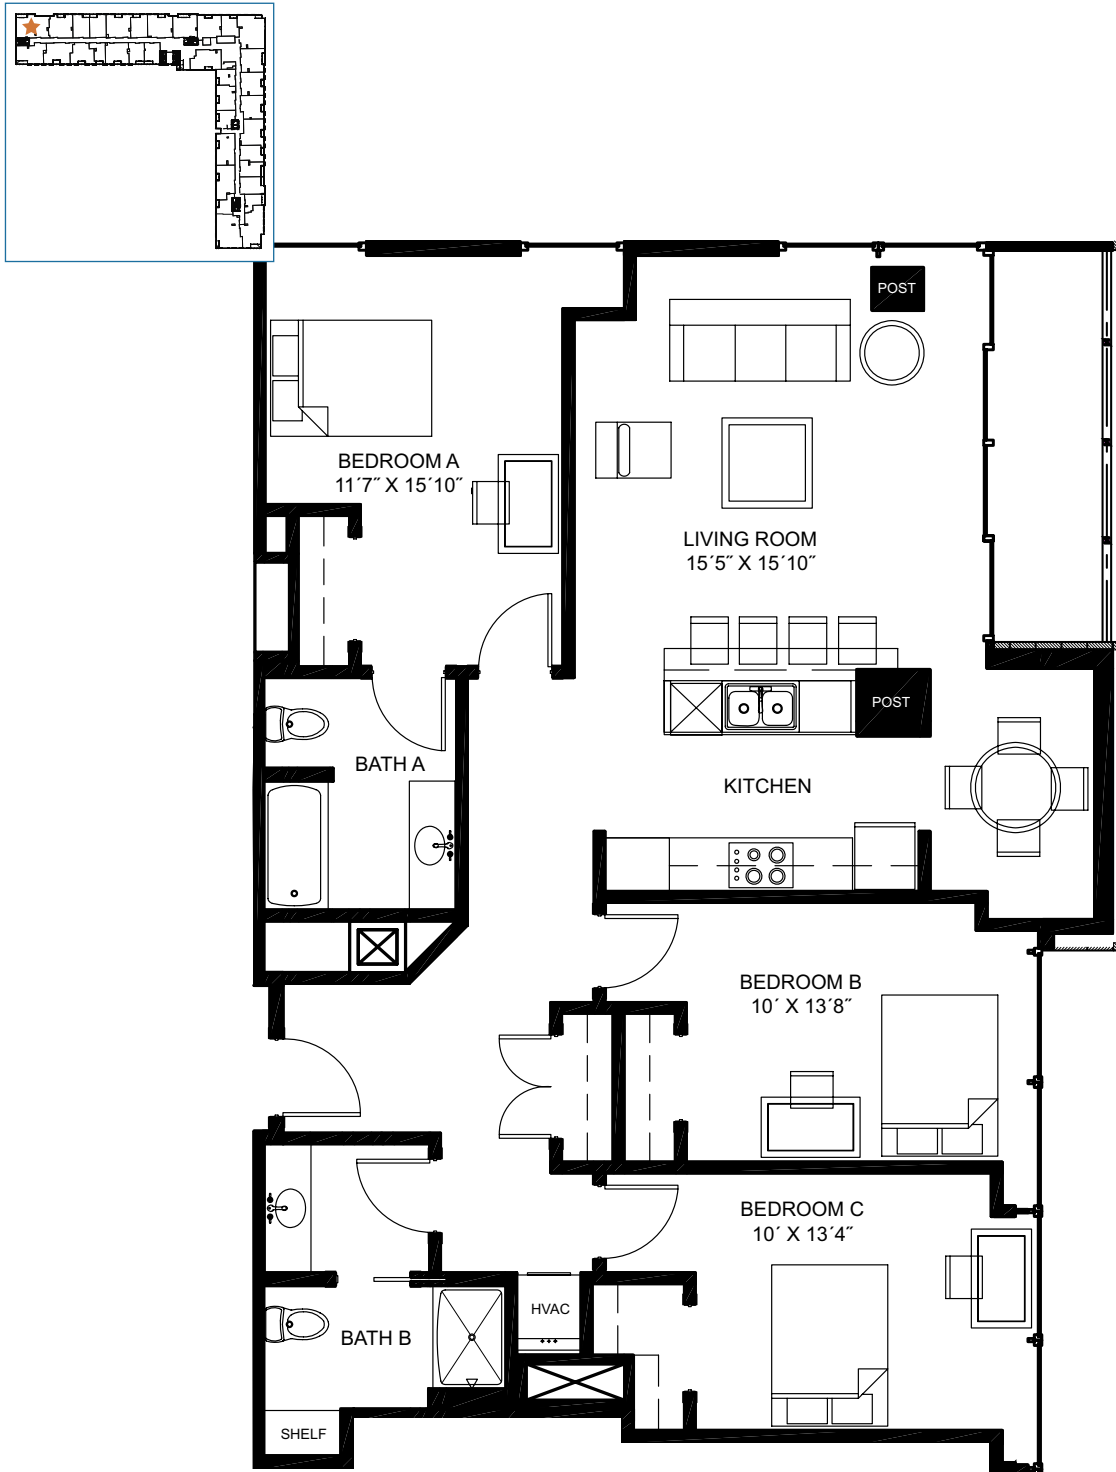 POST
BEDROOM A
11´7˝ X 15´10˝
LIVING ROOM
15´5˝ X 15´10˝
POST
BATH A
KITCHEN
BEDROOM B
10´ X 13´8˝
BEDROOM C
10´ X 13´4˝
HVAC
BATH B
SHELF